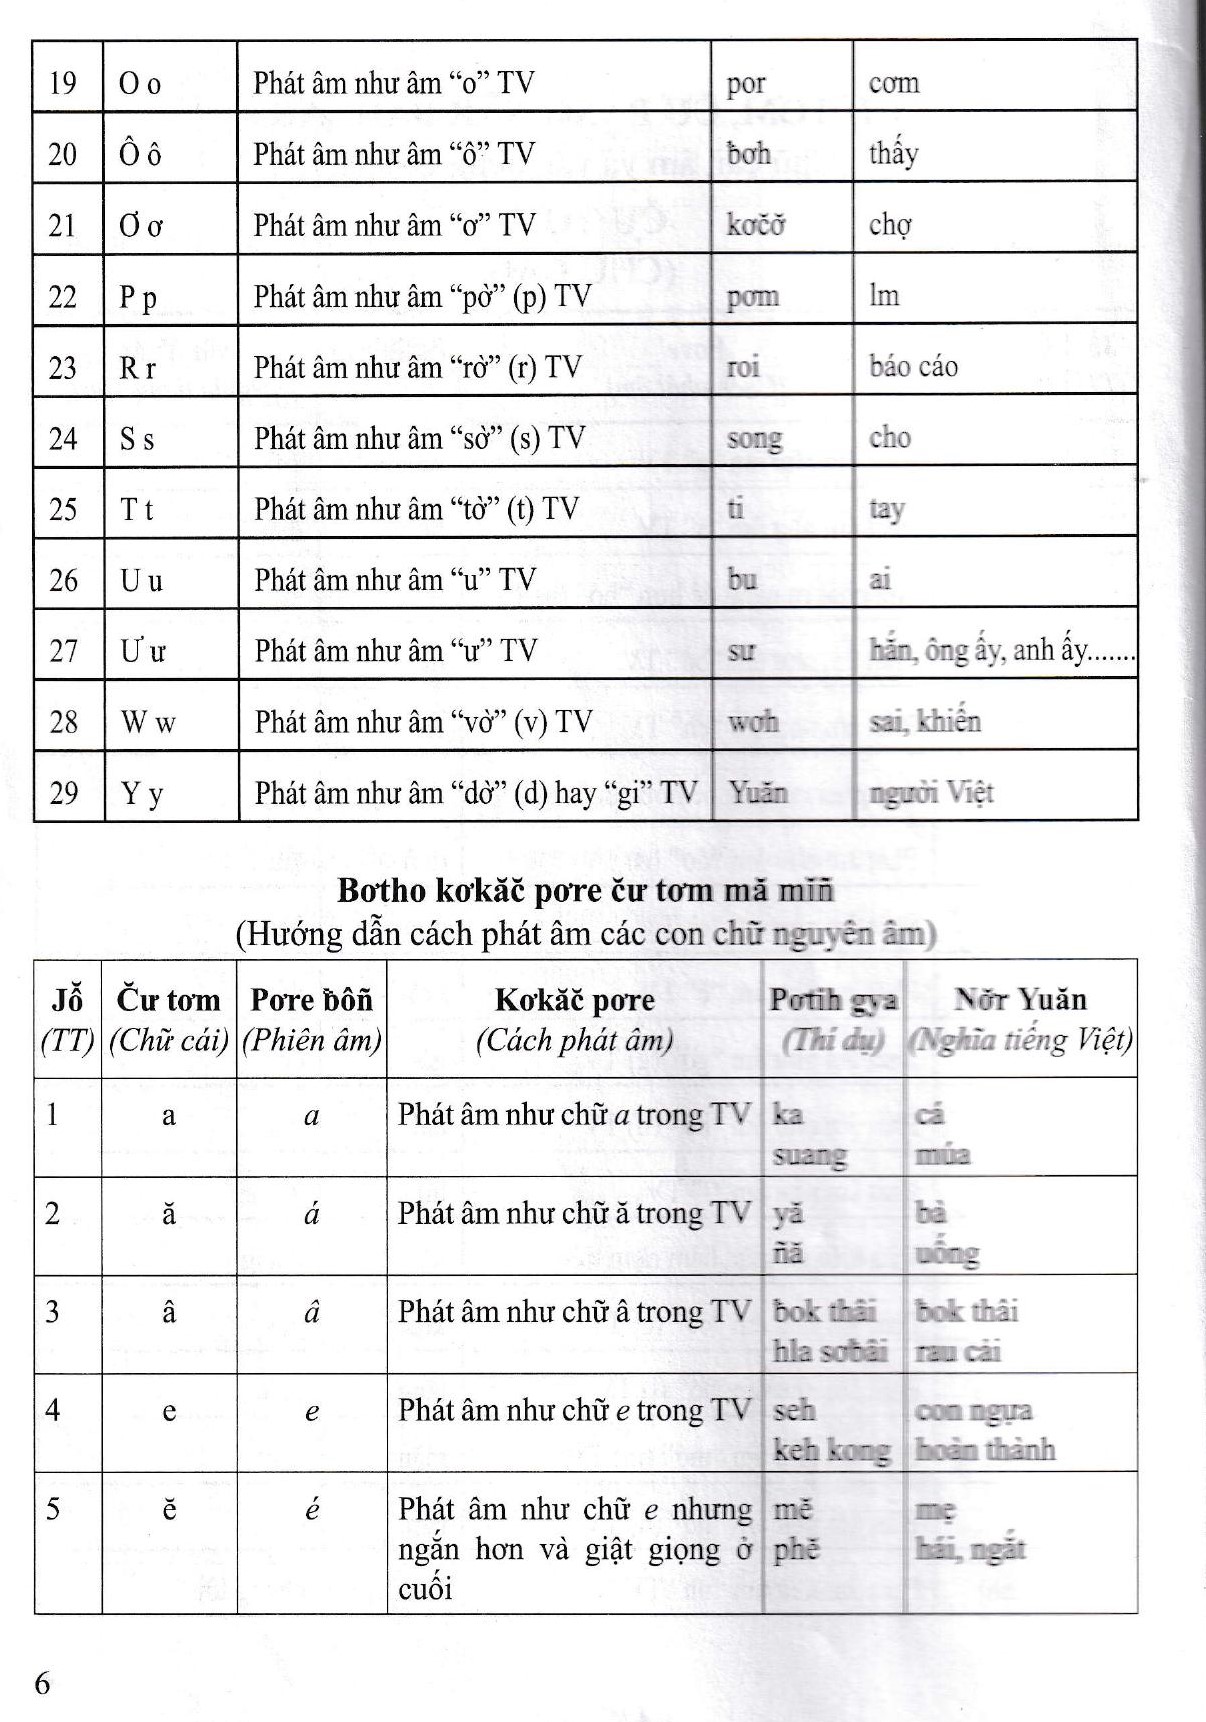 19 O o Phát âm như âm “o” TV por cơm
20 Ô ô Phát âm như âm “ô” TV ƀơh thấy
21 Ơ ơ Phát âm như âm “ơ” TV kơčơ̆ chợ
22 P p Phát âm như âm “pờ” (p) TV pơm lm
23 R r Phát âm như âm “rờ” (r) TV roi báo cáo
24 S s Phát âm như âm “sờ” (s) TV song cho
25 T t Phát âm như âm “tờ” (t) TV ti tay
26 U u Phát âm như âm “u” TV bu ai
27 Ư ư Phát âm như âm “ư” TV sư hắn, ông ấy, anh ấy.......
28 W w Phát âm như âm “vờ” (v) TV wơh sai, khiến
29 Y y Phát âm như âm “dờ” (d) hay “gi” TV Yuăn người Việt
Bơtho kơkăč pơre čư tơm mă miñ
(Hướng dẫn cách phát âm các con chữ nguyên âm)
Jô̆ Čư tơm Pơre ƀôñ Kơkăč pơre Pơtih gya Nơ̆r Yuăn
(TT) (Chữ cái) (Phiên âm) (Cách phát âm) (Thí dụ) (Nghĩa tiếng Việt)
1 a a Phát âm như chữ a trong TV ka cá
suang múa
2 ă á Phát âm như chữ ă trong TV yă bà
ñă uống
3 â â Phát âm như chữ â trong TV ƀok thâi ƀok thâi
hla sơƀâi rau cải
4 e e Phát âm như chữ e trong TV seh con ngựa
keh kong hoàn thành
5 ĕ é Phát âm như chữ e nhưng mĕ mẹ
ngắn hơn và giật giọng ở phĕ hái, ngắt
cuối
6